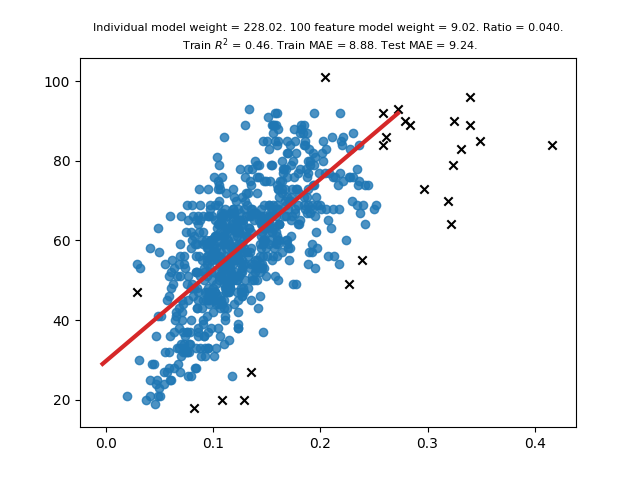 Individual model weight = 228.02. 100 feature model weight = 9.02. Ratio = 0.040.
Train R² = 0.46. Train MAE = 8.88. Test MAE = 9.24.
100
80
60
40
20
0.0 0.1 0.2 0.3 0.4